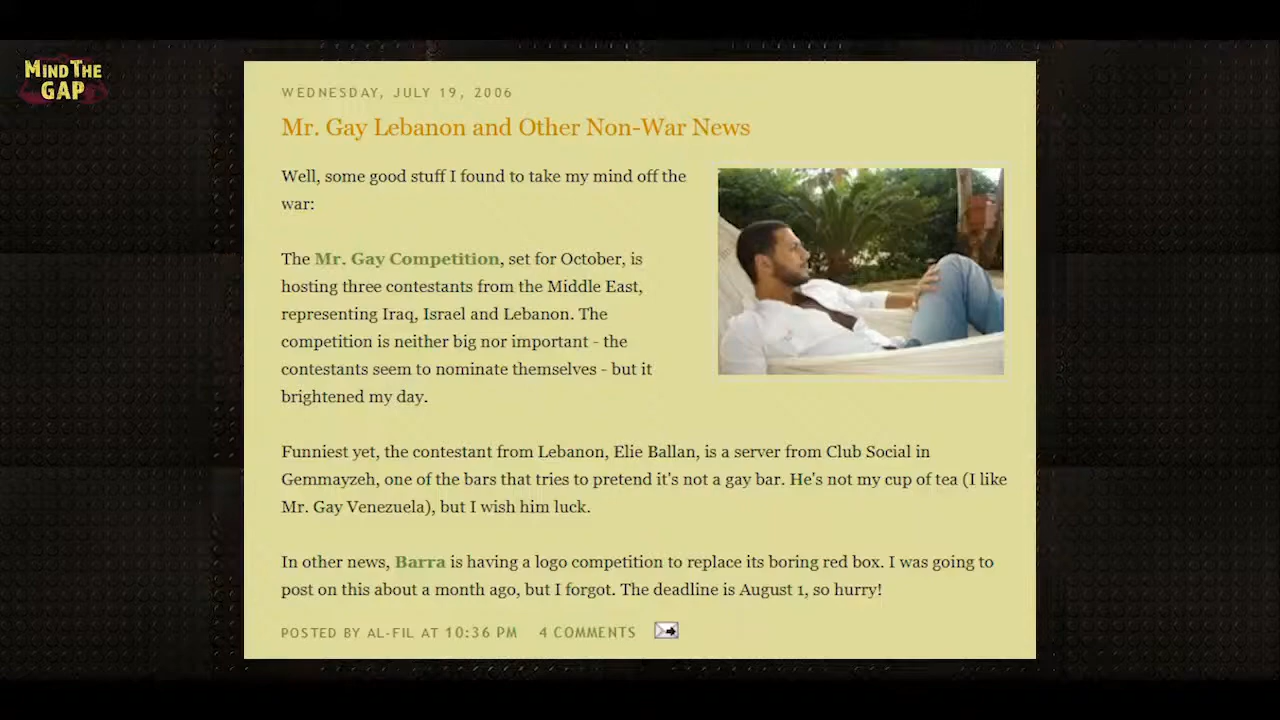 MIND THE
GAP
WEDNESDAY, JULY 19, 2006
Mr. Gay Lebanon and Other Non-War News
Well, some good stuff I found to take my mind off the
war:
The Mr. Gay Competition, set for October, is
hosting three contestants from the Middle East,
representing Iraq, Israel and Lebanon. The
competition is neither big nor important - the
contestants seem to nominate themselves - but it
brightened my day.
Funniest yet, the contestant from Lebanon, Elie Ballan, is a server from Club Social in
Gemmayzeh, one of the bars that tries to pretend it's not a gay bar. He's not my cup of tea (I like
Mr. Gay Venezuela), but I wish him luck.
In other news, Barra is having a logo competition to replace its boring red box. I was going to
post on this about a month ago, but I forgot. The deadline is August 1, so hurry!
POSTED BY AL-FIL AT 10:36 PM 4 COMMENTS